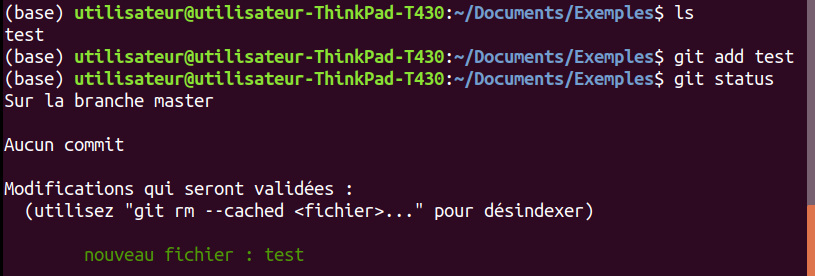 (base) utilisateur@utilisateur-ThinkPad-T430:~/Documents/Exemples$ ls
test
(base) utilisateur@utilisateur-ThinkPad-T430:~/Documents/Exemples$ git add test
(base) utilisateur@utilisateur-ThinkPad-T430:~/Documents/Exemples$ git status
Sur la branche master
Aucun commit
Modifications qui seront validées :
(utilisez "git rm --cached <fichier>..." pour désindexer)
nouveau fichier : test